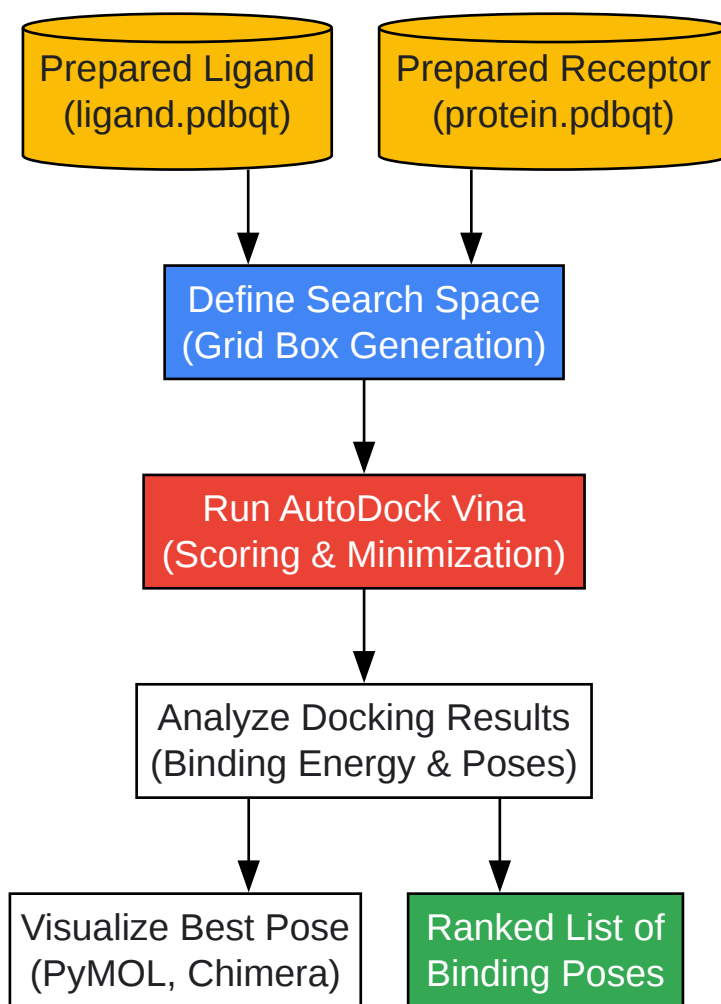 Prepared Ligand
(ligand.pdbqt)
Prepared Receptor
(protein.pdbqt)
Define Search Space
(Grid Box Generation)
Run AutoDock Vina
(Scoring & Minimization)
Analyze Docking Results
(Binding Energy & Poses)
Visualize Best Pose
(PyMOL, Chimera)
Ranked List of
Binding Poses